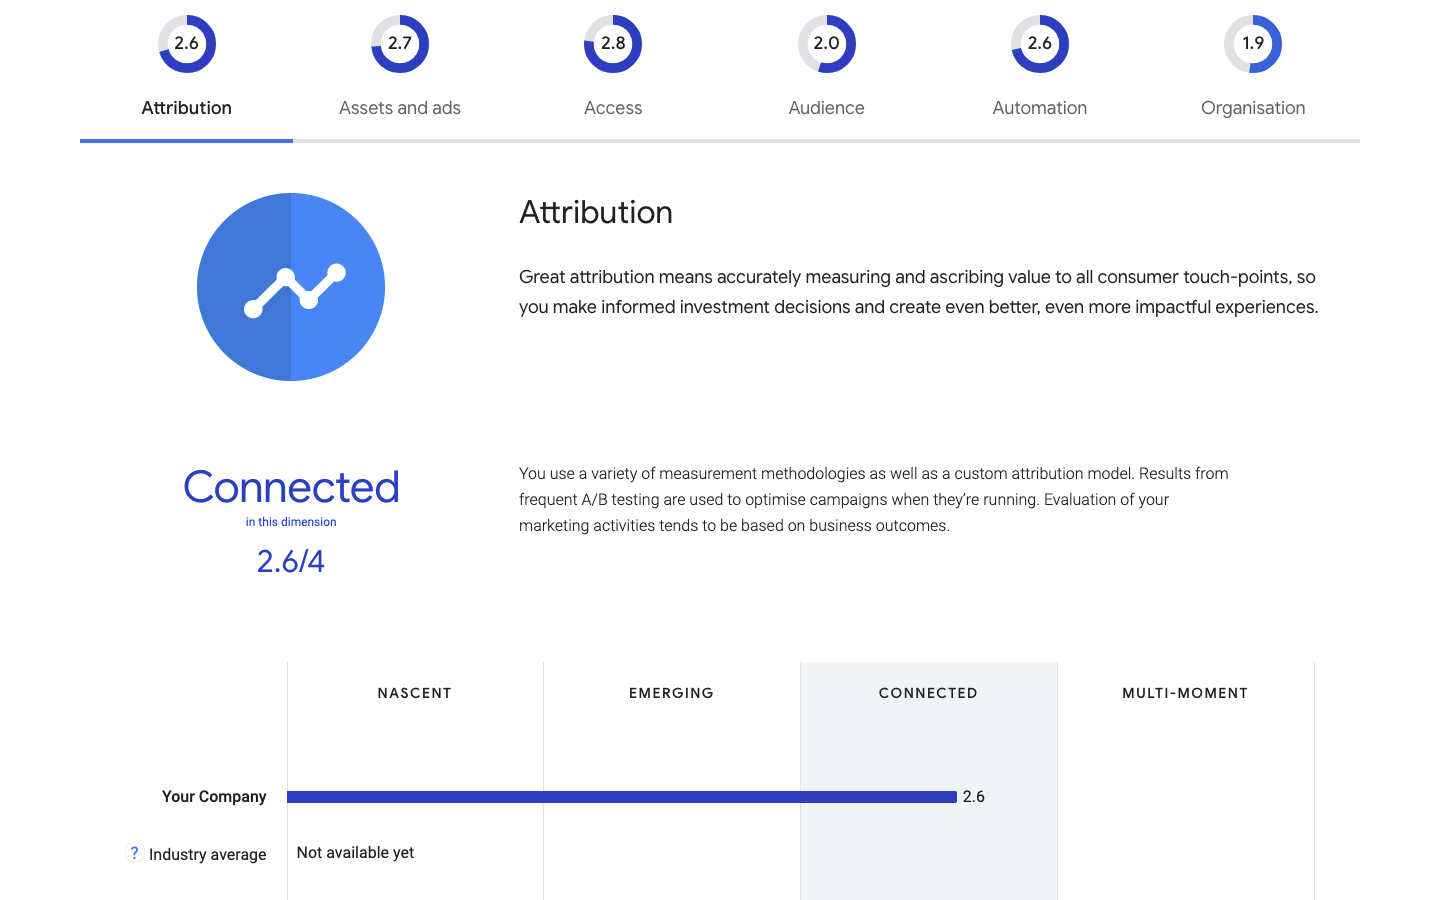 2.6 2.7 2.8 2.0 2.6 1.9
Attribution Assets and ads Access Audience Automation Organisation
Attribution
Great attribution means accurately measuring and ascribing value to all consumer touch-points, so
you make informed investment decisions and create even better, even more impactful experiences.
Connected
in this dimension
2.6/4
You use a variety of measurement methodologies as well as a custom attribution model. Results from
frequent A/B testing are used to optimise campaigns when they're running. Evaluation of your
marketing activities tends to be based on business outcomes.
NASCENT EMERGING CONNECTED MULTI-MOMENT
Your Company 2.6
? Industry average Not available yet